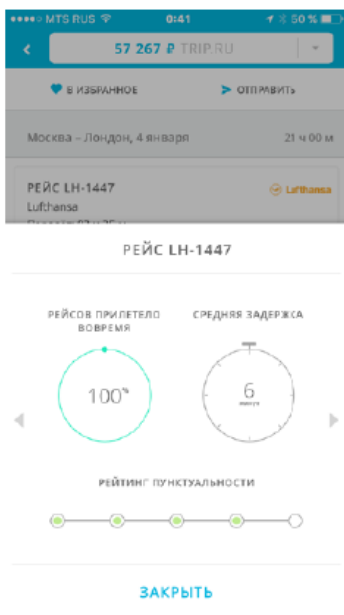 MTS RUS 0:41 50 %
57 267 ₽ TRIP.RU
В ИЗБРАННОЕ ОТПРАВИТЬ
Москва – Лондон, 4 января 21 ч 00 м
РЕЙС LH-1447 Lufthansa
Lufthansa
РЕЙС LH-1447
РЕЙСОВ ПРИЛЕТЕЛО ВОВРЕМЯ
СРЕДНЯЯ ЗАДЕРЖКА
100%
6
минут
РЕЙТИНГ ПУНКТУАЛЬНОСТИ
ЗАКРЫТЬ